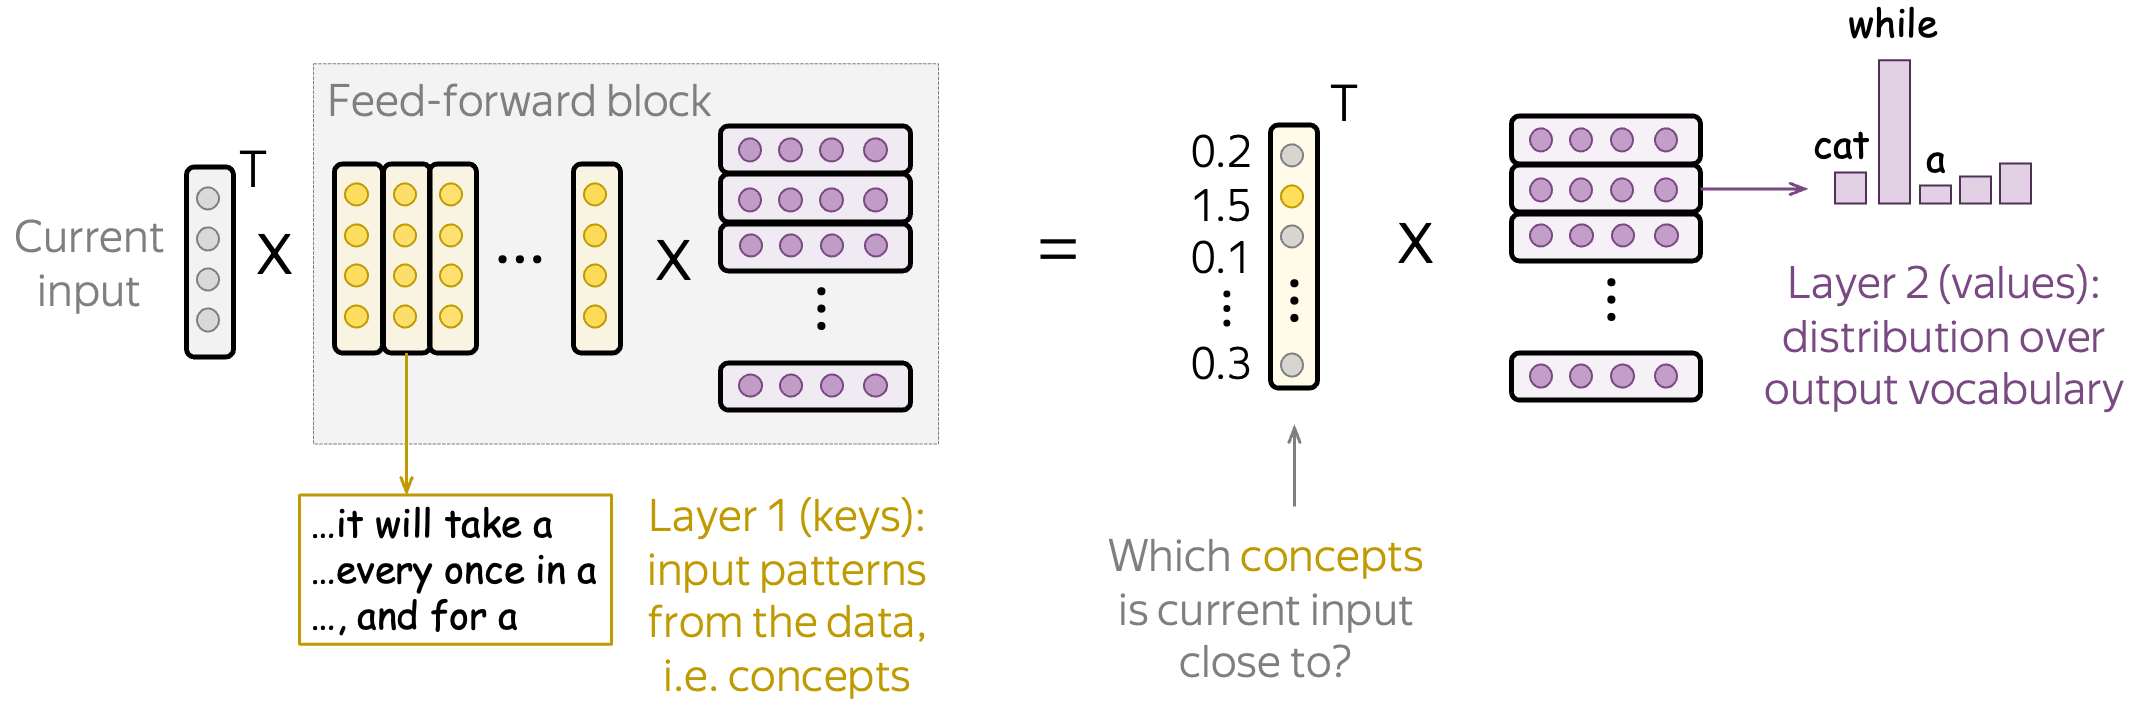 while
Feed-forward block
T
T
cat
a
0.2
1.5
0.1
0.3
Current
input
X
...
X
=
X
Layer 2 (values):
distribution over
output vocabulary
...it will take a
...every once in a
..., and for a
Layer 1 (keys):
input patterns
from the data,
i.e. concepts
Which concepts
is current input
close to?